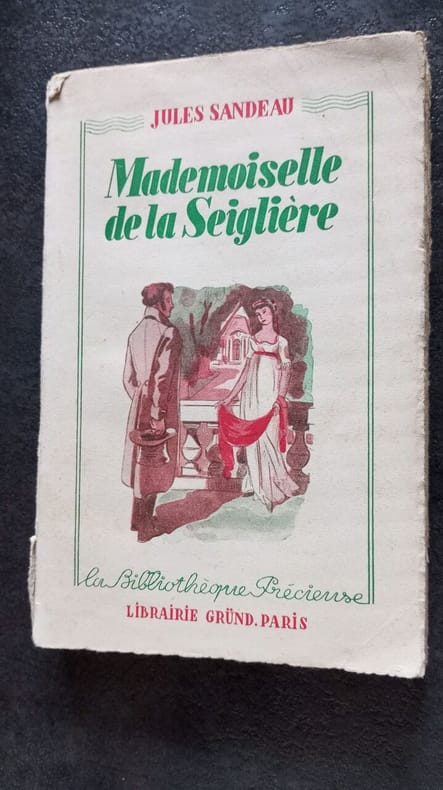 JULES SANDEAU
Mademoiselle
de la Seiglière
la Bibliothèque Précieuse
LIBRAIRIE GRÜND. PARIS